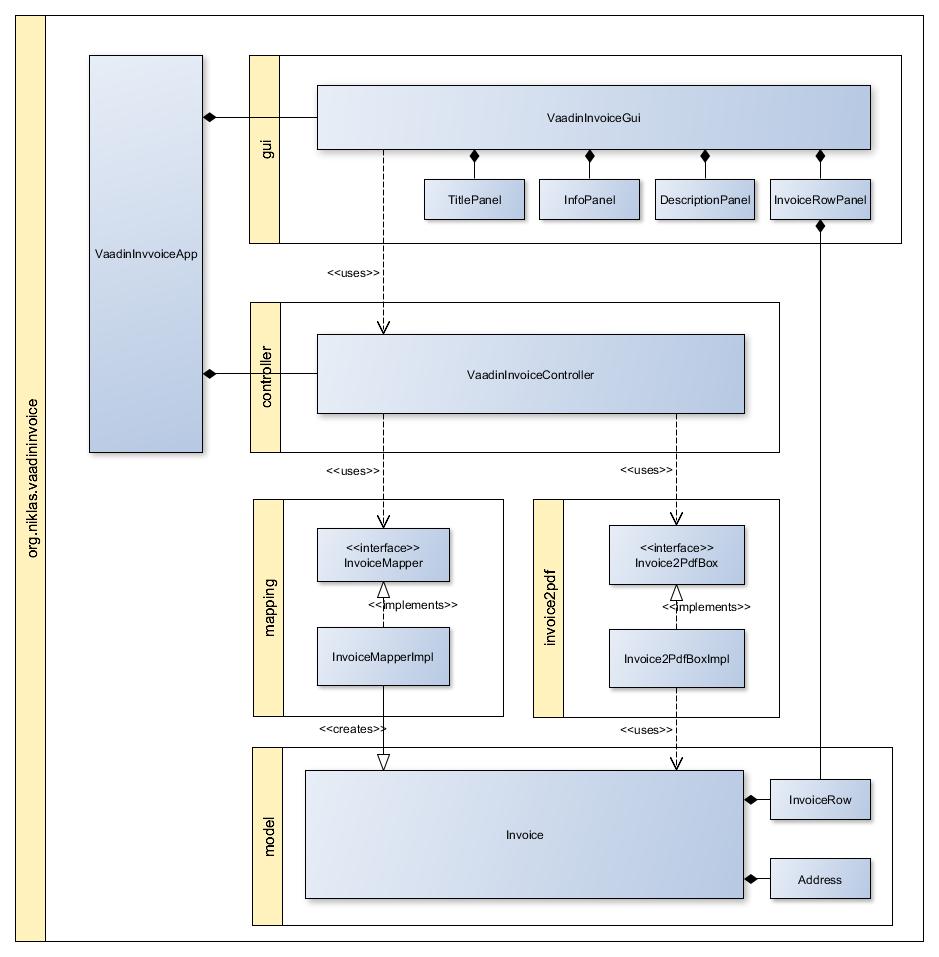 org.niklas.vaadininvoice
VaadinInvvoiceApp
gui
VaadinInvoiceGui
TitlePanel
InfoPanel
DescriptionPanel
InvoiceRowPanel
<<uses>>
controller
VaadinInvoiceController
<<uses>>
<<uses>>
mapping
<<interface>>
InvoiceMapper
<<implements>>
InvoiceMapperImpl
invoice2pdf
<<interface>>
Invoice2PdfBox
<<implements>>
Invoice2PdfBoxImpl
<<creates>>
<<uses>>
model
Invoice
InvoiceRow
Address